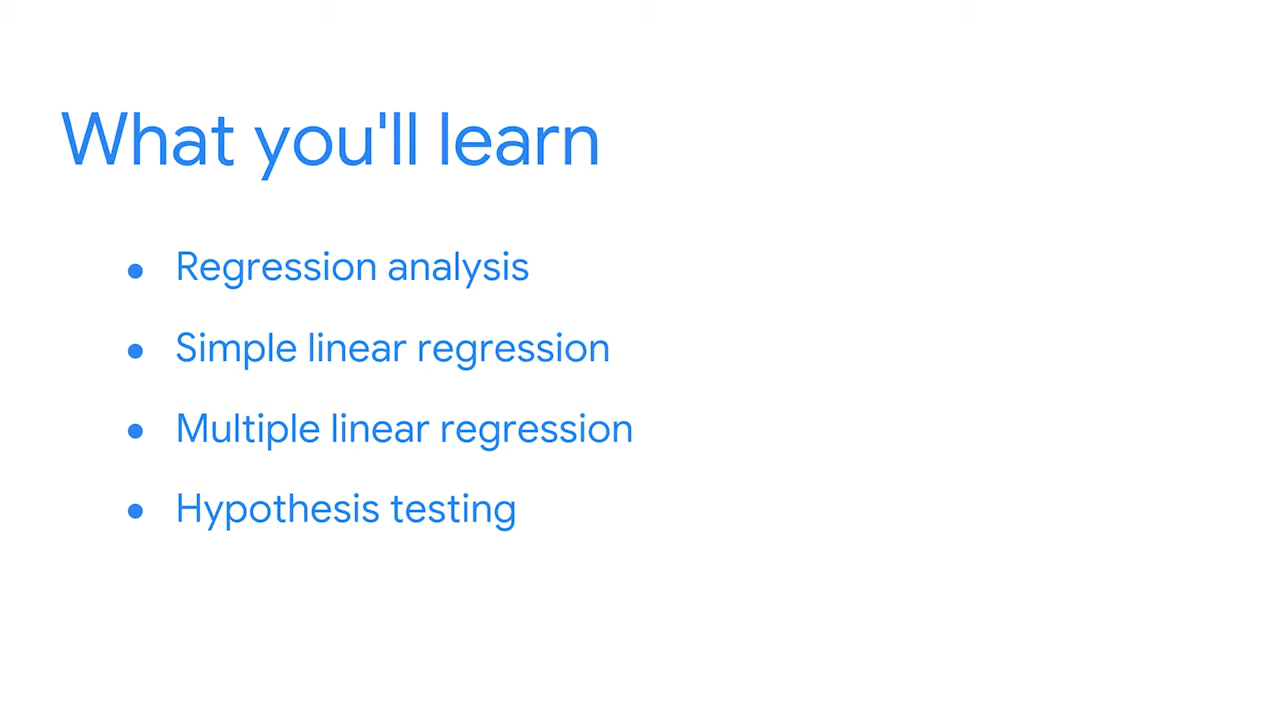 What you'll learn
• Regression analysis
• Simple linear regression
• Multiple linear regression
• Hypothesis testing